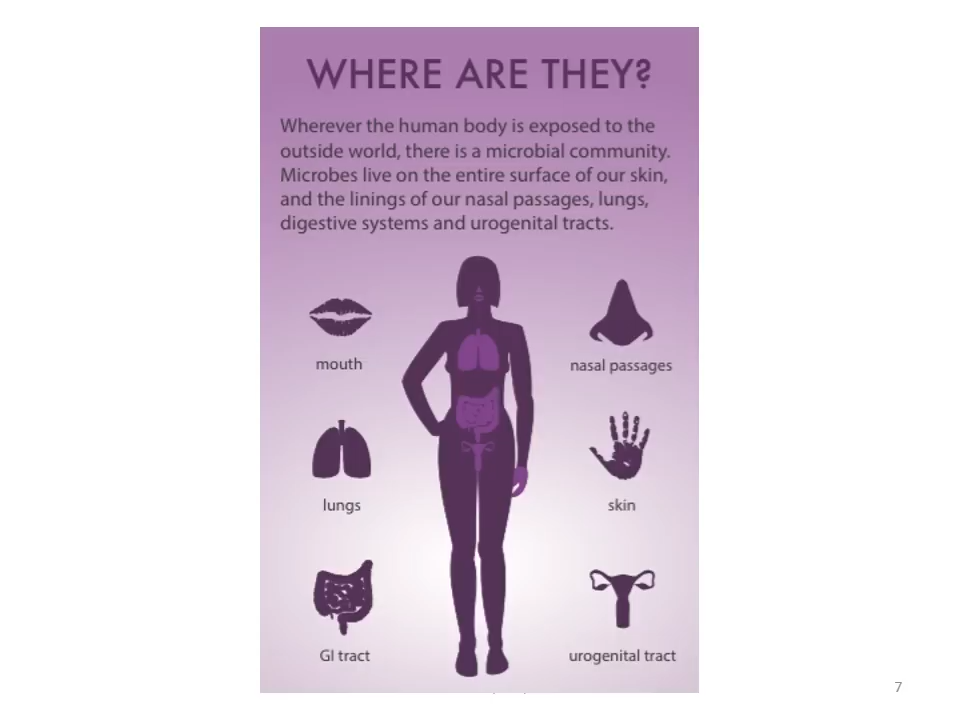 WHERE ARE THEY?
Wherever the human body is exposed to the
outside world, there is a microbial community.
Microbes live on the entire surface of our skin,
and the linings of our nasal passages, lungs,
digestive systems and urogenital tracts.
mouth
nasal passages
lungs
skin
GI tract
urogenital tract
7